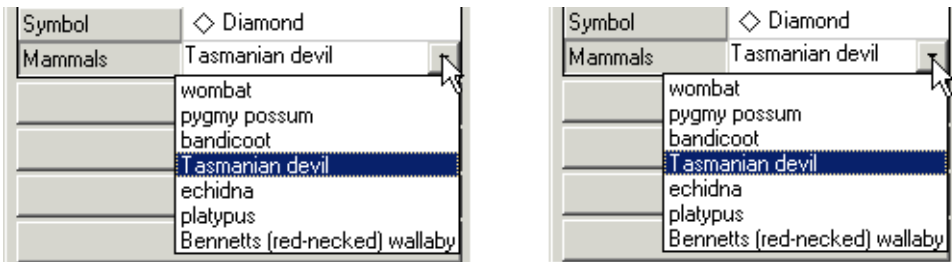 Symbol ◇ Diamond
Mammals Tasmanian devil
wombat
pygmy possum
bandicoot
Tasmanian devil
echidna
platypus
Bennetts (red-necked) wallaby
Symbol ◇ Diamond
Mammals Tasmanian devil
wombat
pygmy possum
bandicoot
Tasmanian devil
echidna
platypus
Bennetts (red-necked) wallaby